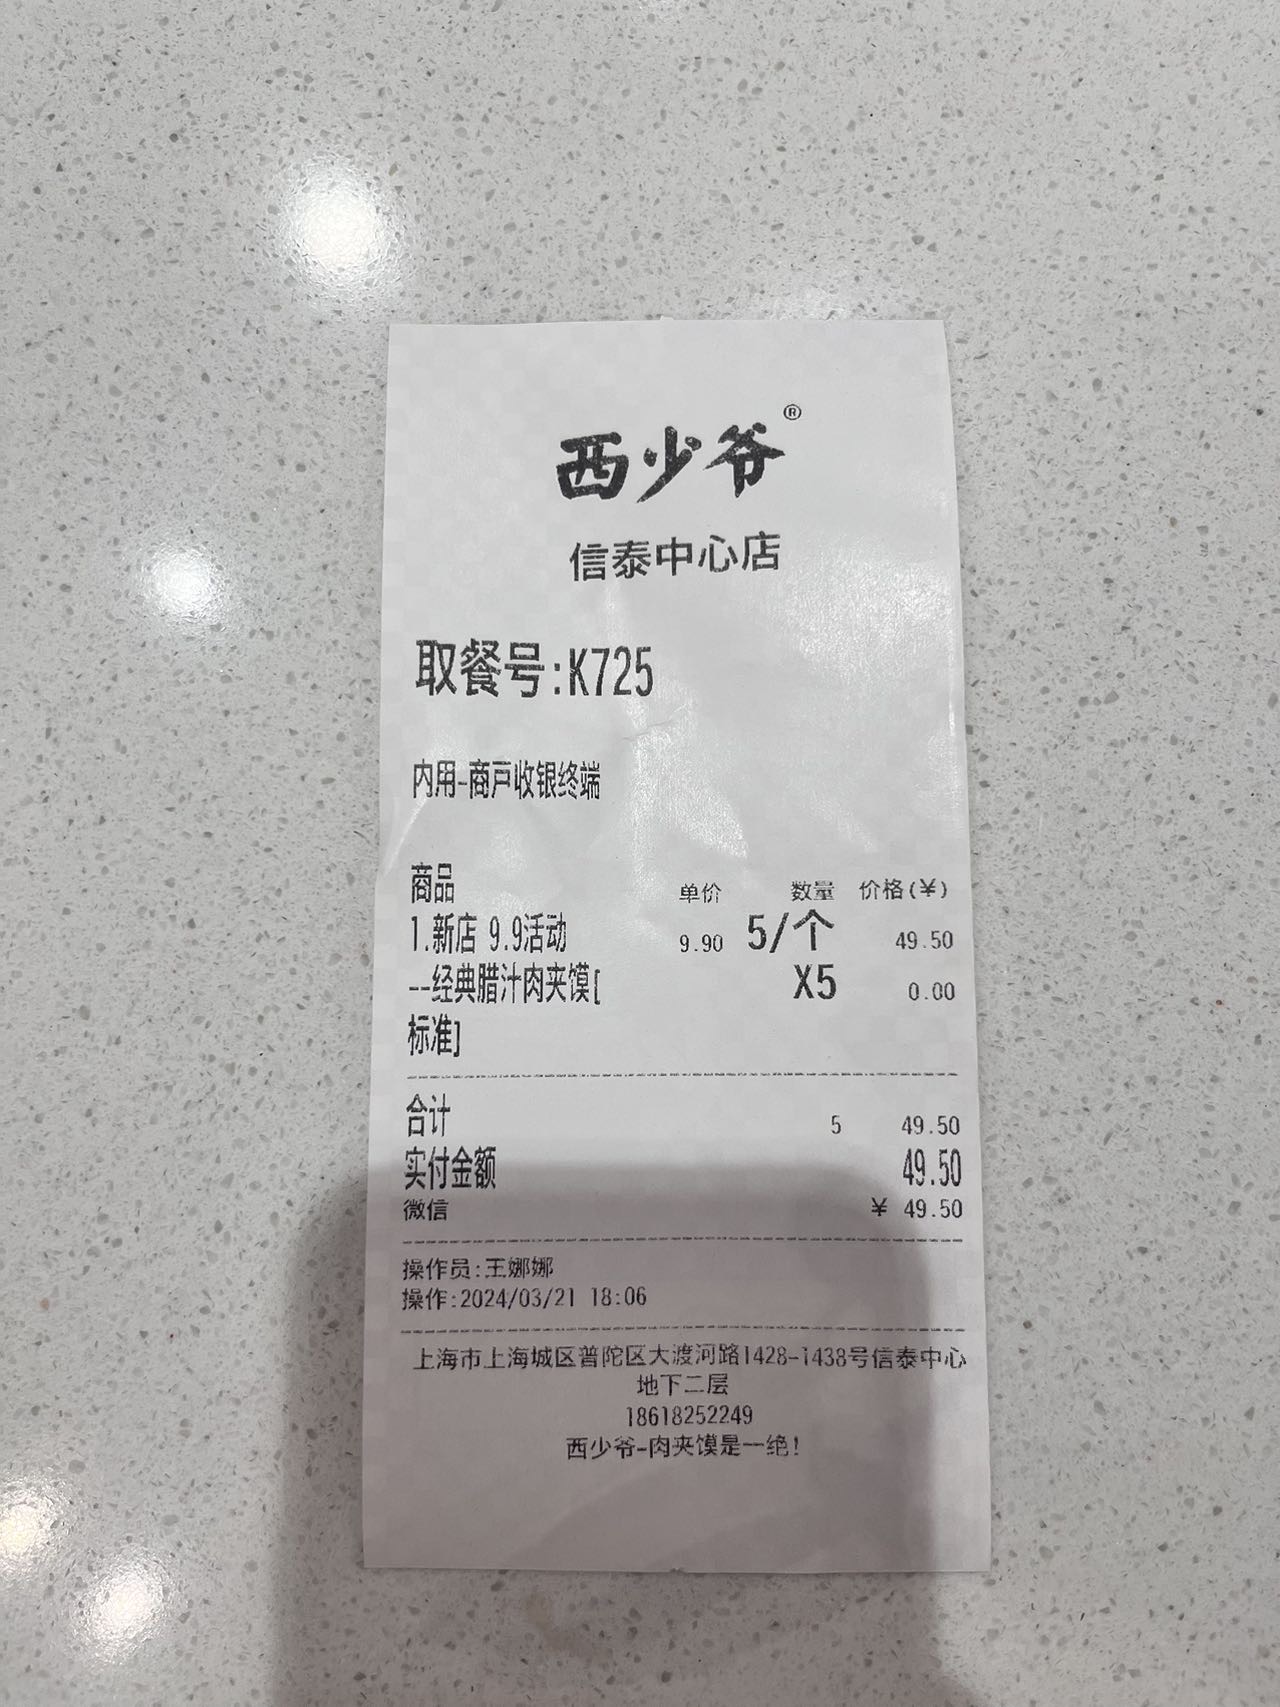 西少爷®
信泰中心店
取餐号:K725
内用-商戸收银终端
商品 单价 数量 价格(¥)
1.新店 9.9活动 9.90 5/个 49.50
--经典腊汁肉夹馍[ X5 0.00
标准]
合计 5 49.50
实付金额 49.50
微信 ¥ 49.50
操作员:王娜娜
操作:2024/03/21 18:06
上海市上海城区普陀区大渡河路1428-1438号信泰中心
地下二层
18618252249
西少爷-肉夹馍是一绝!